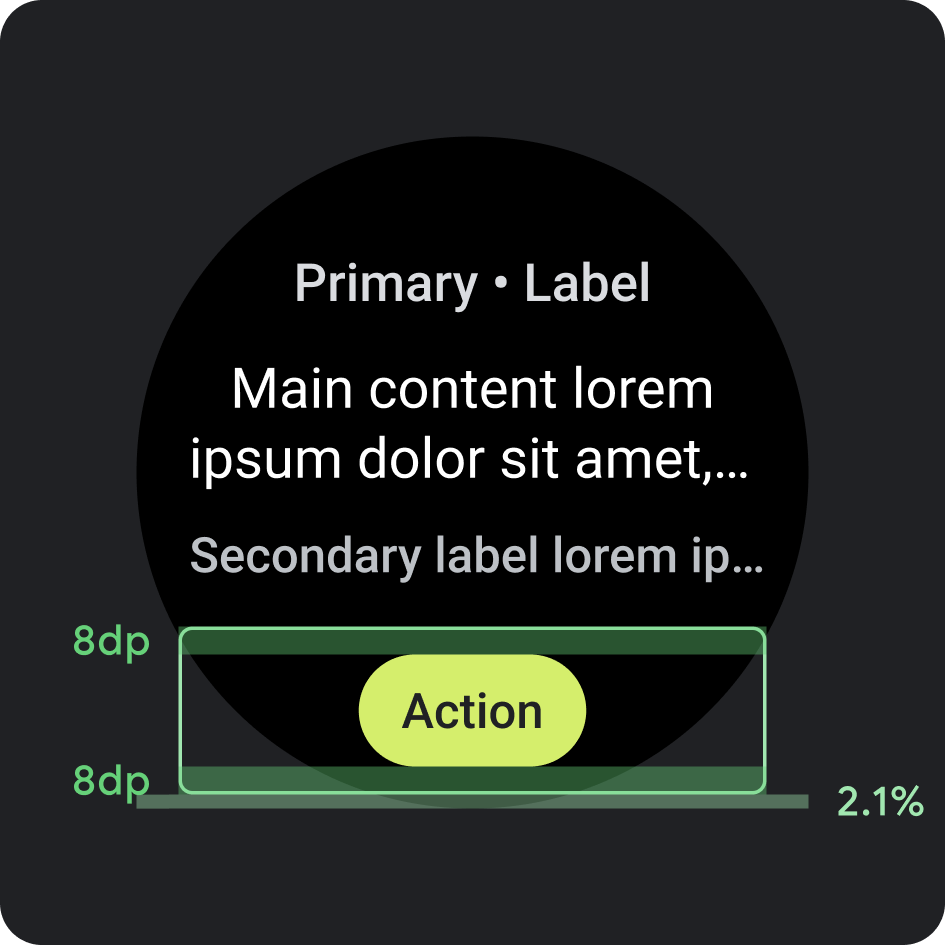 Primary • Label
Main content lorem
ipsum dolor sit amet,...
Secondary label lorem ip...
8dp
Action
8dp
2.1%